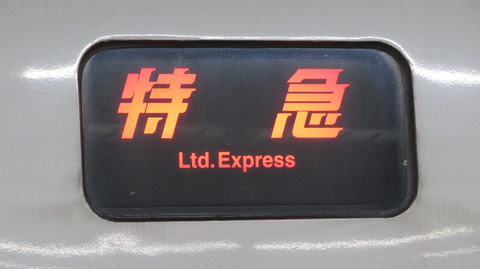 特急
Ltd. Express